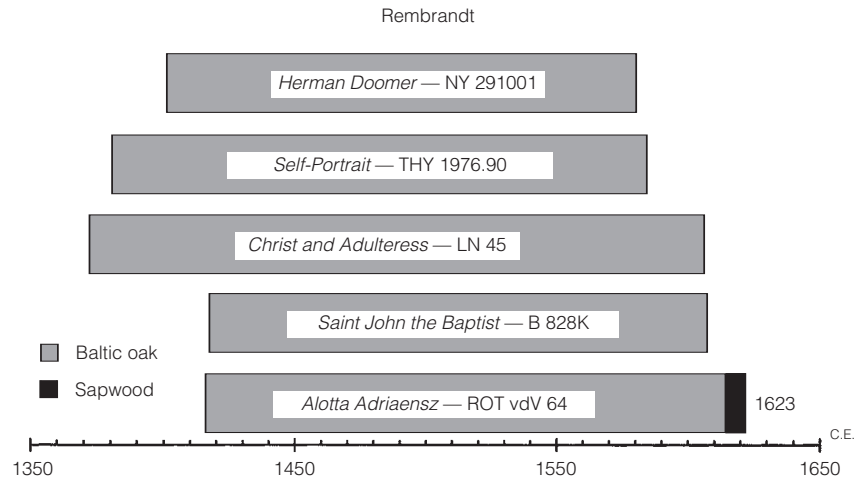 Rembrandt
Herman Doomer — NY 291001
Self-Portrait — THY 1976.90
Christ and Adulteress — LN 45
Saint John the Baptist — B 828K
Baltic oak
Sapwood
Alotta Adriaensz — ROT vdV 64
1623
C.E.
1350 1450 1550 1650